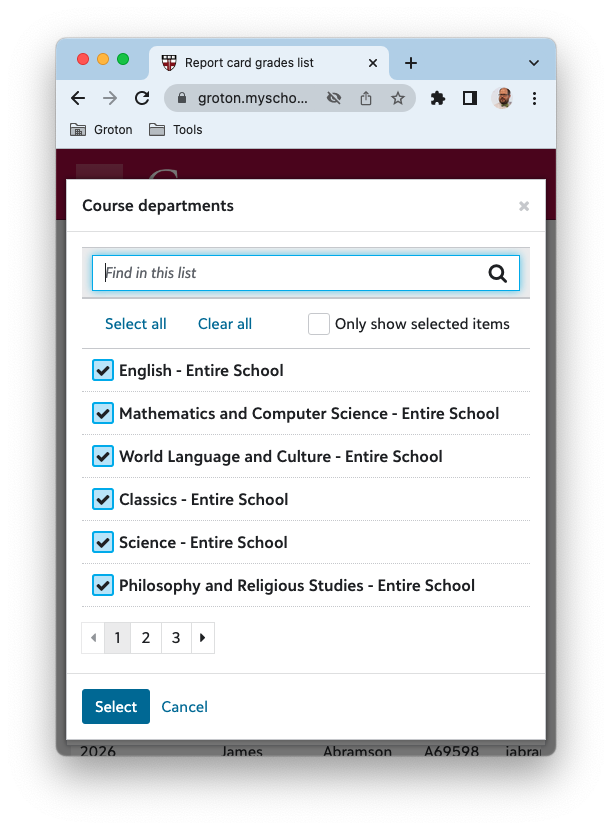 Report card grades list
groton.myscho...
Groton Tools
Course departments
Find in this list
Select all Clear all Only show selected items
English - Entire School
Mathematics and Computer Science - Entire School
World Language and Culture - Entire School
Classics - Entire School
Science - Entire School
Philosophy and Religious Studies - Entire School
1 2 3
Select Cancel
2026 James Abramson A69598